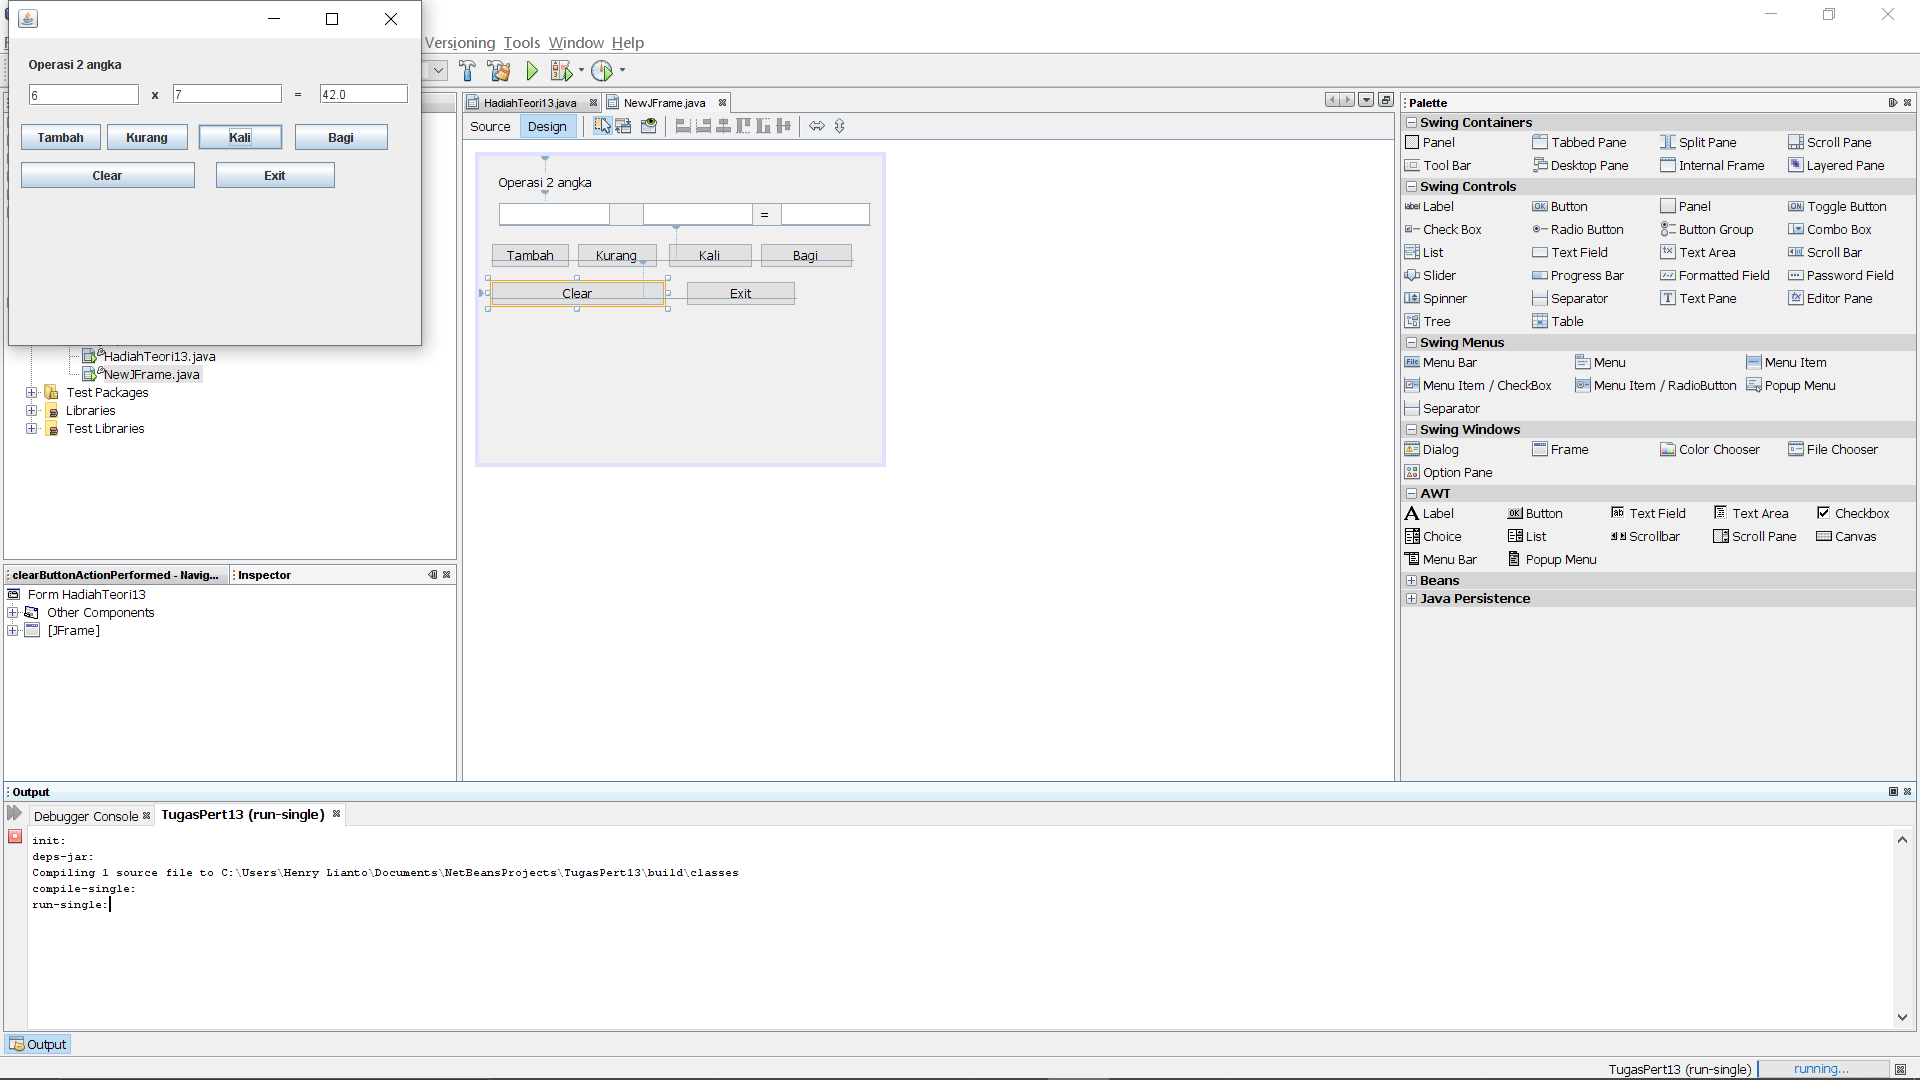 Versioning Tools Window Help
Operasi 2 angka
6 x 7 = 42.0
Tambah Kurang Kali Bagi
Clear Exit
HadiahTeori13.java NewJFrame.java
Source Design
Operasi 2 angka
=
Tambah Kurang Kali Bagi
Clear Exit
HadiahTeori13.java
NewJFrame.java
Test Packages
Libraries
Test Libraries
clearButtonActionPerformed - Navig... Inspector
Form HadiahTeori13
Other Components
[JFrame]
Palette
Swing Containers
Panel Tabbed Pane Split Pane Scroll Pane
Tool Bar Desktop Pane Internal Frame Layered Pane
Swing Controls
label Label OK Button Panel ON Toggle Button
Check Box Radio Button Button Group Combo Box
List Text Field Text Area Scroll Bar
Slider Progress Bar Formatted Field Password Field
Spinner Separator Text Pane Editor Pane
Tree Table
Swing Menus
File Menu Bar Menu Menu Item
Menu Item / CheckBox Menu Item / RadioButton Popup Menu
Separator
Swing Windows
Dialog Frame Color Chooser File Chooser
Option Pane
AWT
A Label OK Button Text Field Text Area Checkbox
Choice List Scrollbar Scroll Pane Canvas
Menu Bar Popup Menu
Beans
Java Persistence
Output
Debugger Console TugasPert13 (run-single)
init:
deps-jar:
Compiling 1 source file to C:\Users\Henry Lianto\Documents\NetBeansProjects\TugasPert13\build\classes
compile-single:
run-single:
Output
TugasPert13 (run-single) running...